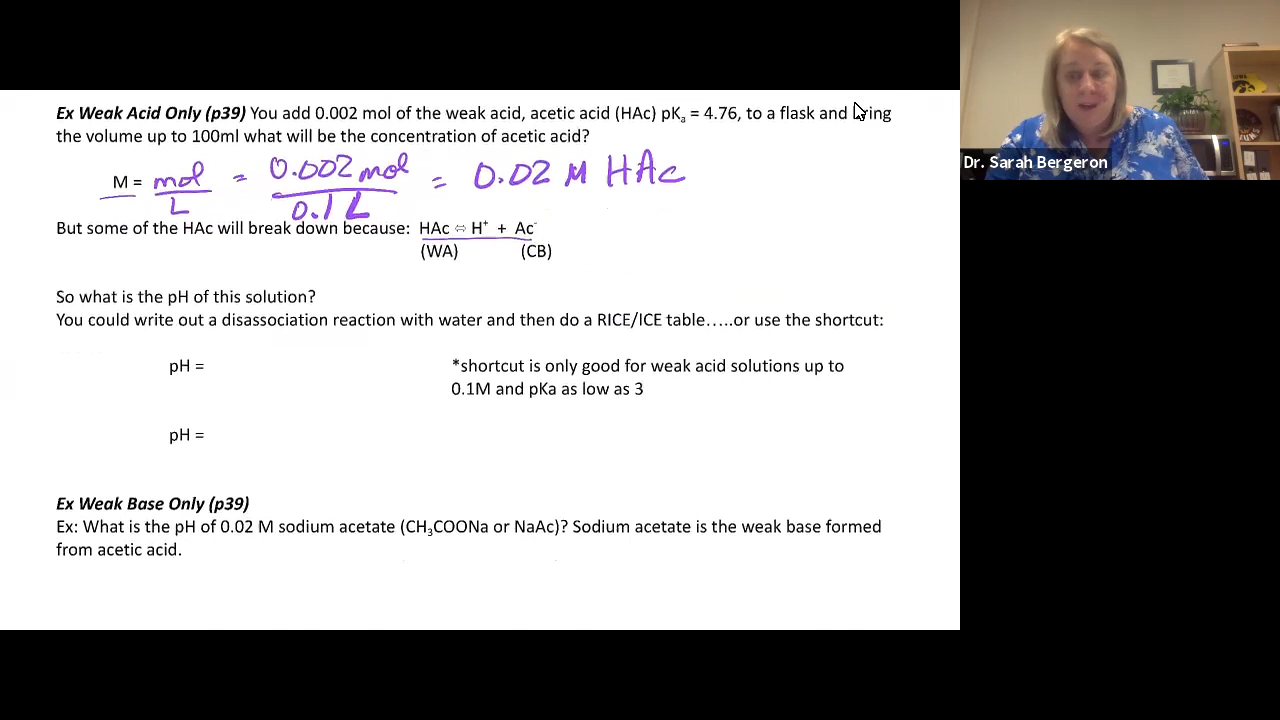 Ex Weak Acid Only (p39) You add 0.002 mol of the weak acid, acetic acid (HAc) pKa = 4.76, to a flask and bring
the volume up to 100ml what will be the concentration of acetic acid?
M = mol/L = 0.002 mol/0.1 L = 0.02 M HAc
But some of the HAc will break down because: HAc ⇔ H⁺ + Ac⁻
(WA) (CB)
So what is the pH of this solution?
You could write out a disassociation reaction with water and then do a RICE/ICE table…..or use the shortcut:
pH =
*shortcut is only good for weak acid solutions up to
0.1M and pKa as low as 3
pH =
Ex Weak Base Only (p39)
Ex: What is the pH of 0.02 M sodium acetate (CH₃COONa or NaAc)? Sodium acetate is the weak base formed
from acetic acid.
Dr. Sarah Bergeron
IOWA